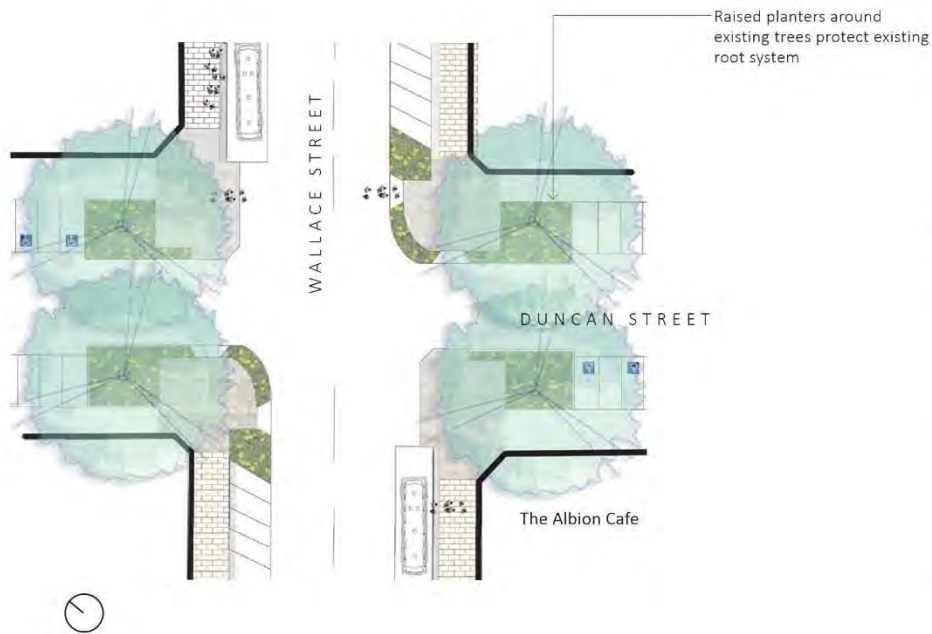 Raised planters around
existing trees protect existing
root system
WALLACE STREET
DUNCAN STREET
The Albion Cafe